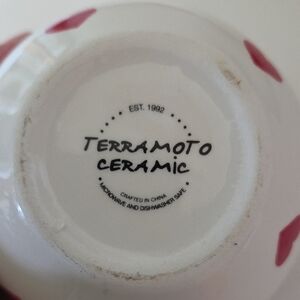 EST. 1992
TERRAMOTO
CERAMIC
CRAFTED IN CHINA
• MICROWAVE AND DISHWASHER SAFE •